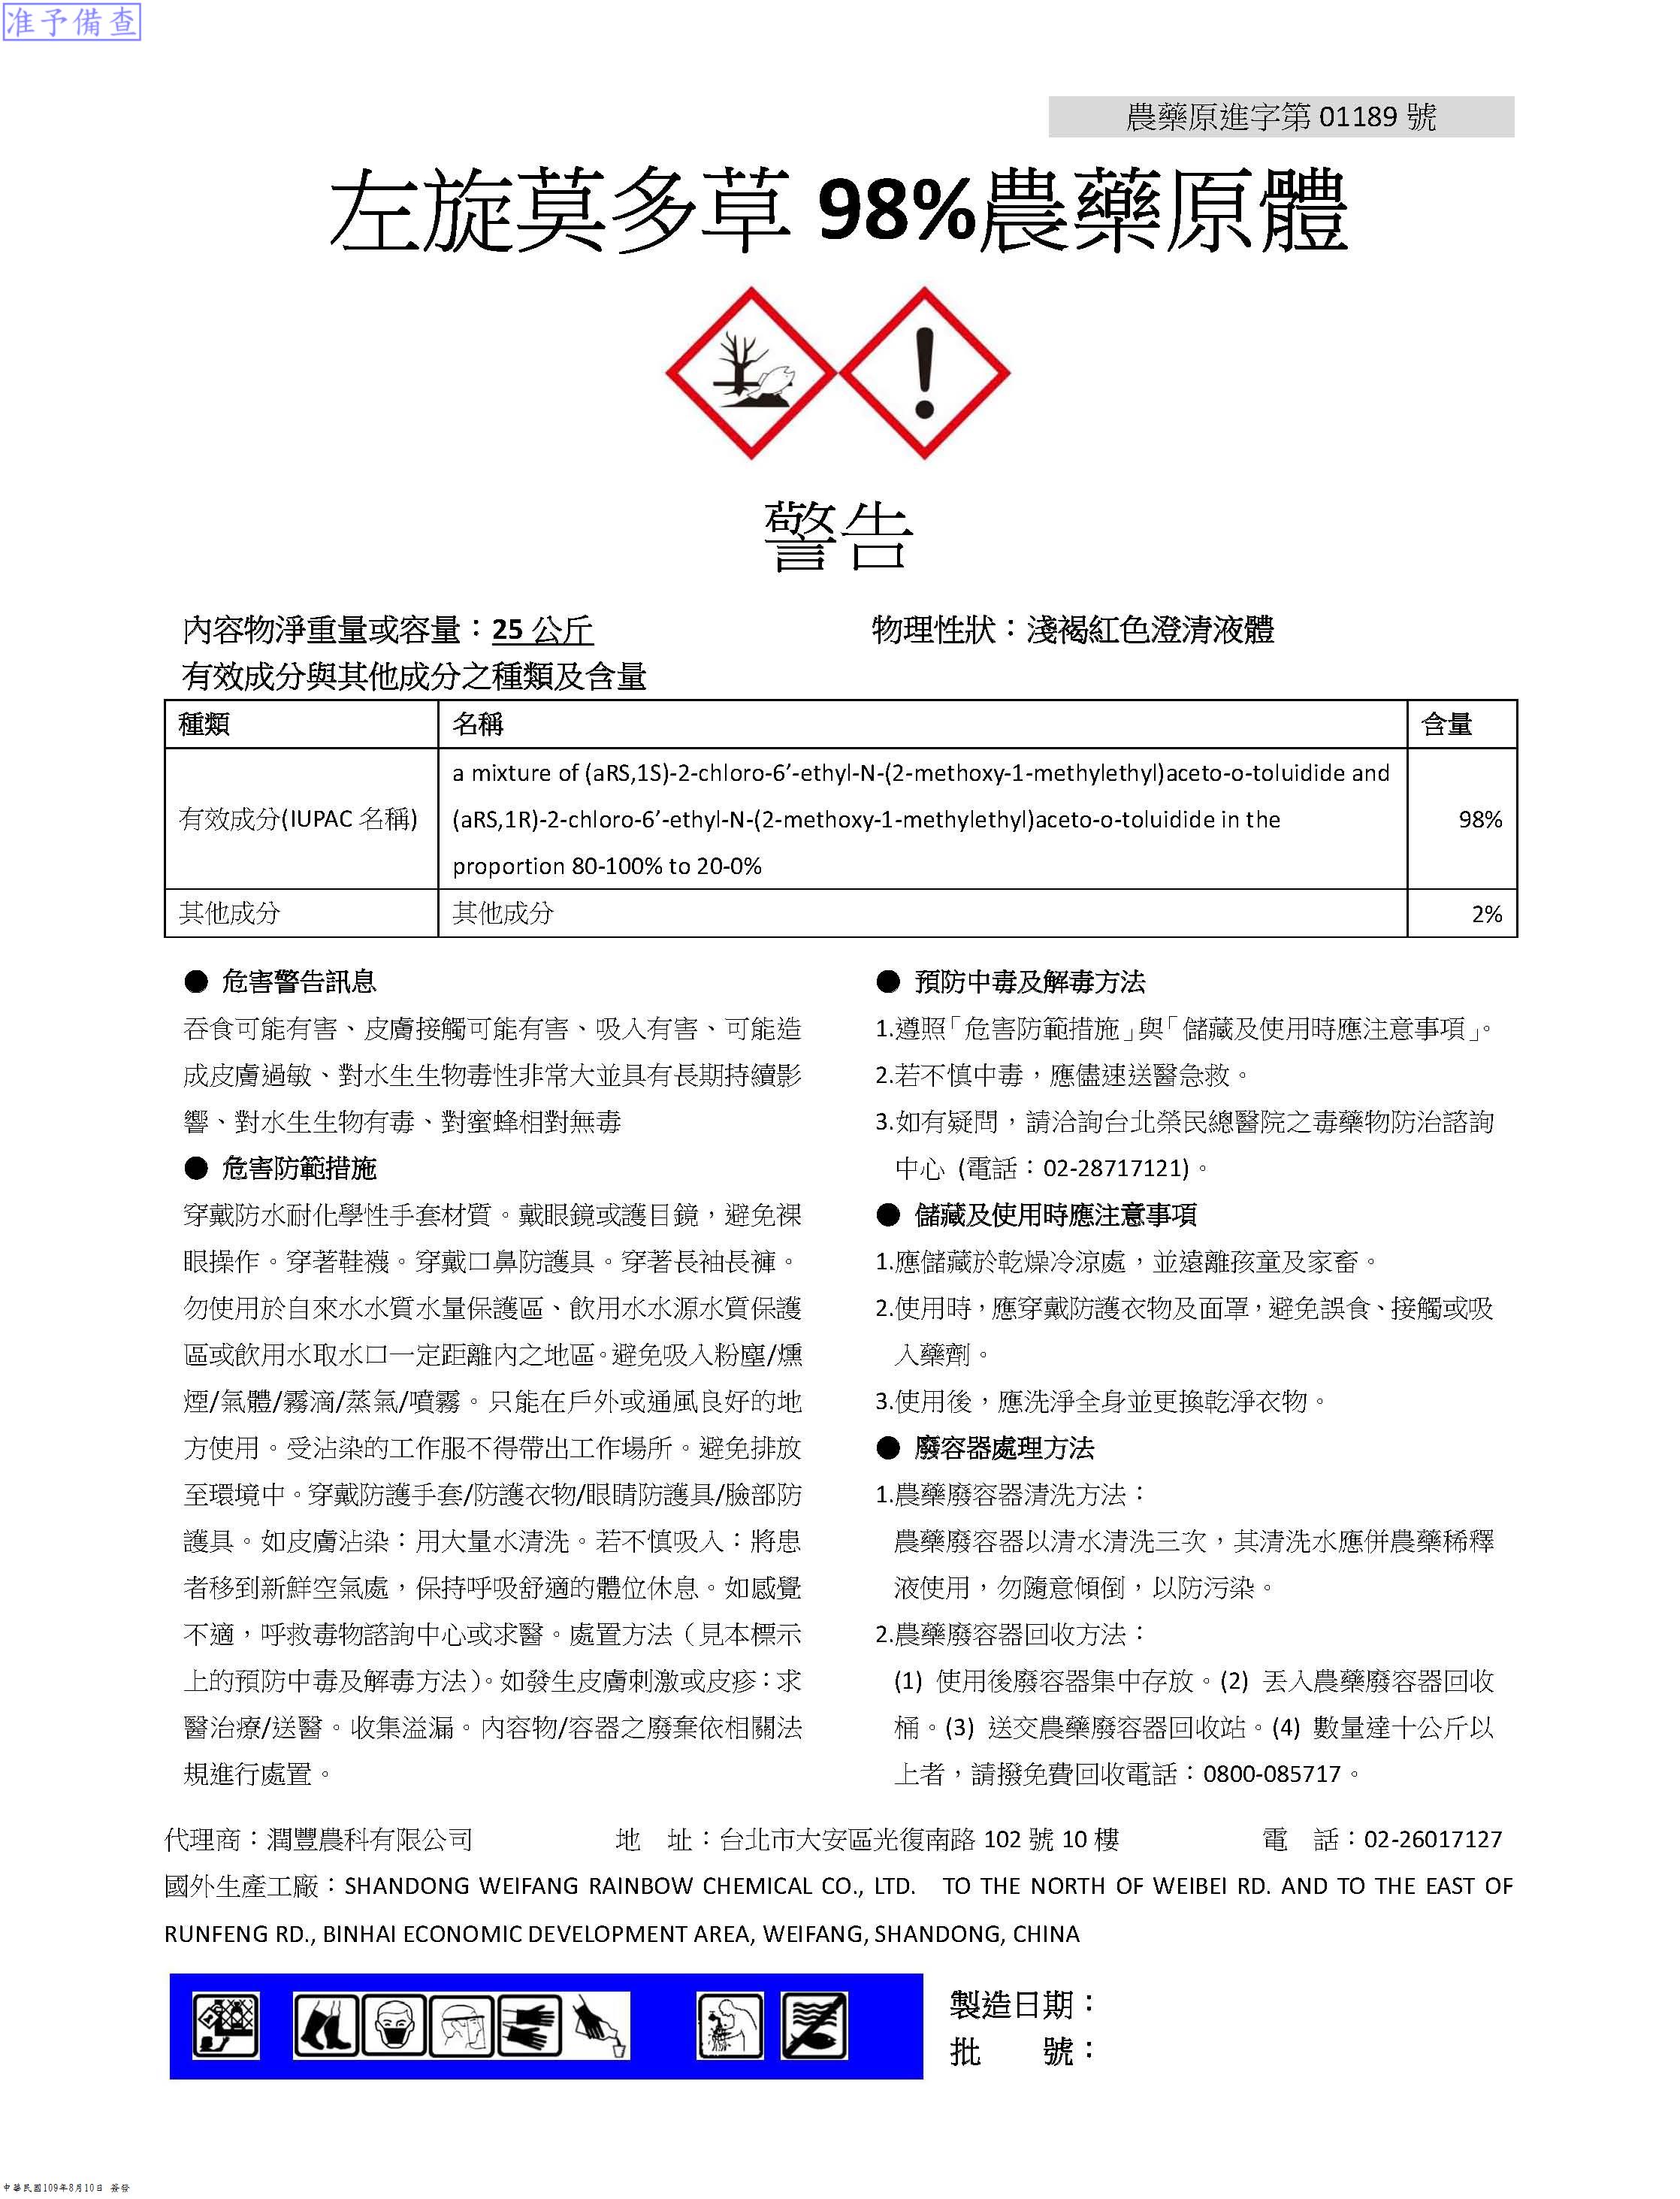 准予備查
農藥原進字第 01189 號
左旋莫多草 98%農藥原體
警告
內容物淨重量或容量：25 公斤
物理性狀：淺褐紅色澄清液體
有效成分與其他成分之種類及含量
種類 名稱 含量
有效成分(IUPAC 名稱)
a mixture of (aRS,1S)-2-chloro-6’-ethyl-N-(2-methoxy-1-methylethyl)aceto-o-toluidide and
(aRS,1R)-2-chloro-6’-ethyl-N-(2-methoxy-1-methylethyl)aceto-o-toluidide in the
proportion 80-100% to 20-0%
98%
其他成分 其他成分 2%
● 危害警告訊息
吞食可能有害、皮膚接觸可能有害、吸入有害、可能造
成皮膚過敏、對水生生物毒性非常大並具有長期持續影
響、對水生生物有毒、對蜜蜂相對無毒
● 危害防範措施
穿戴防水耐化學性手套材質。戴眼鏡或護目鏡，避免裸
眼操作。穿著鞋襪。穿戴口鼻防護具。穿著長袖長褲。
勿使用於自來水水質水量保護區、飲用水水源水質保護
區或飲用水取水口一定距離內之地區。避免吸入粉塵/燻
煙/氣體/霧滴/蒸氣/噴霧。只能在戶外或通風良好的地
方使用。受沾染的工作服不得帶出工作場所。避免排放
至環境中。穿戴防護手套/防護衣物/眼睛防護具/臉部防
護具。如皮膚沾染：用大量水清洗。若不慎吸入：將患
者移到新鮮空氣處，保持呼吸舒適的體位休息。如感覺
不適，呼救毒物諮詢中心或求醫。處置方法（見本標示
上的預防中毒及解毒方法）。如發生皮膚刺激或皮疹：求
醫治療/送醫。收集溢漏。內容物/容器之廢棄依相關法
規進行處置。
● 預防中毒及解毒方法
1.遵照「危害防範措施」與「儲藏及使用時應注意事項」。
2.若不慎中毒，應儘速送醫急救。
3.如有疑問，請洽詢台北榮民總醫院之毒藥物防治諮詢
中心 (電話：02-28717121)。
● 儲藏及使用時應注意事項
1.應儲藏於乾燥冷涼處，並遠離孩童及家畜。
2.使用時，應穿戴防護衣物及面罩，避免誤食、接觸或吸
入藥劑。
3.使用後，應洗淨全身並更換乾淨衣物。
● 廢容器處理方法
1.農藥廢容器清洗方法：
農藥廢容器以清水清洗三次，其清洗水應併農藥稀釋
液使用，勿隨意傾倒，以防污染。
2.農藥廢容器回收方法：
(1) 使用後廢容器集中存放。(2) 丟入農藥廢容器回收
桶。(3) 送交農藥廢容器回收站。(4) 數量達十公斤以
上者，請撥免費回收電話：0800-085717。
代理商：潤豐農科有限公司 地 址：台北市大安區光復南路 102 號 10 樓 電 話：02-26017127
國外生產工廠：SHANDONG WEIFANG RAINBOW CHEMICAL CO., LTD. TO THE NORTH OF WEIBEI RD. AND TO THE EAST OF
RUNFENG RD., BINHAI ECONOMIC DEVELOPMENT AREA, WEIFANG, SHANDONG, CHINA
製造日期：
批 號：
中華民國109年8月10日 簽發